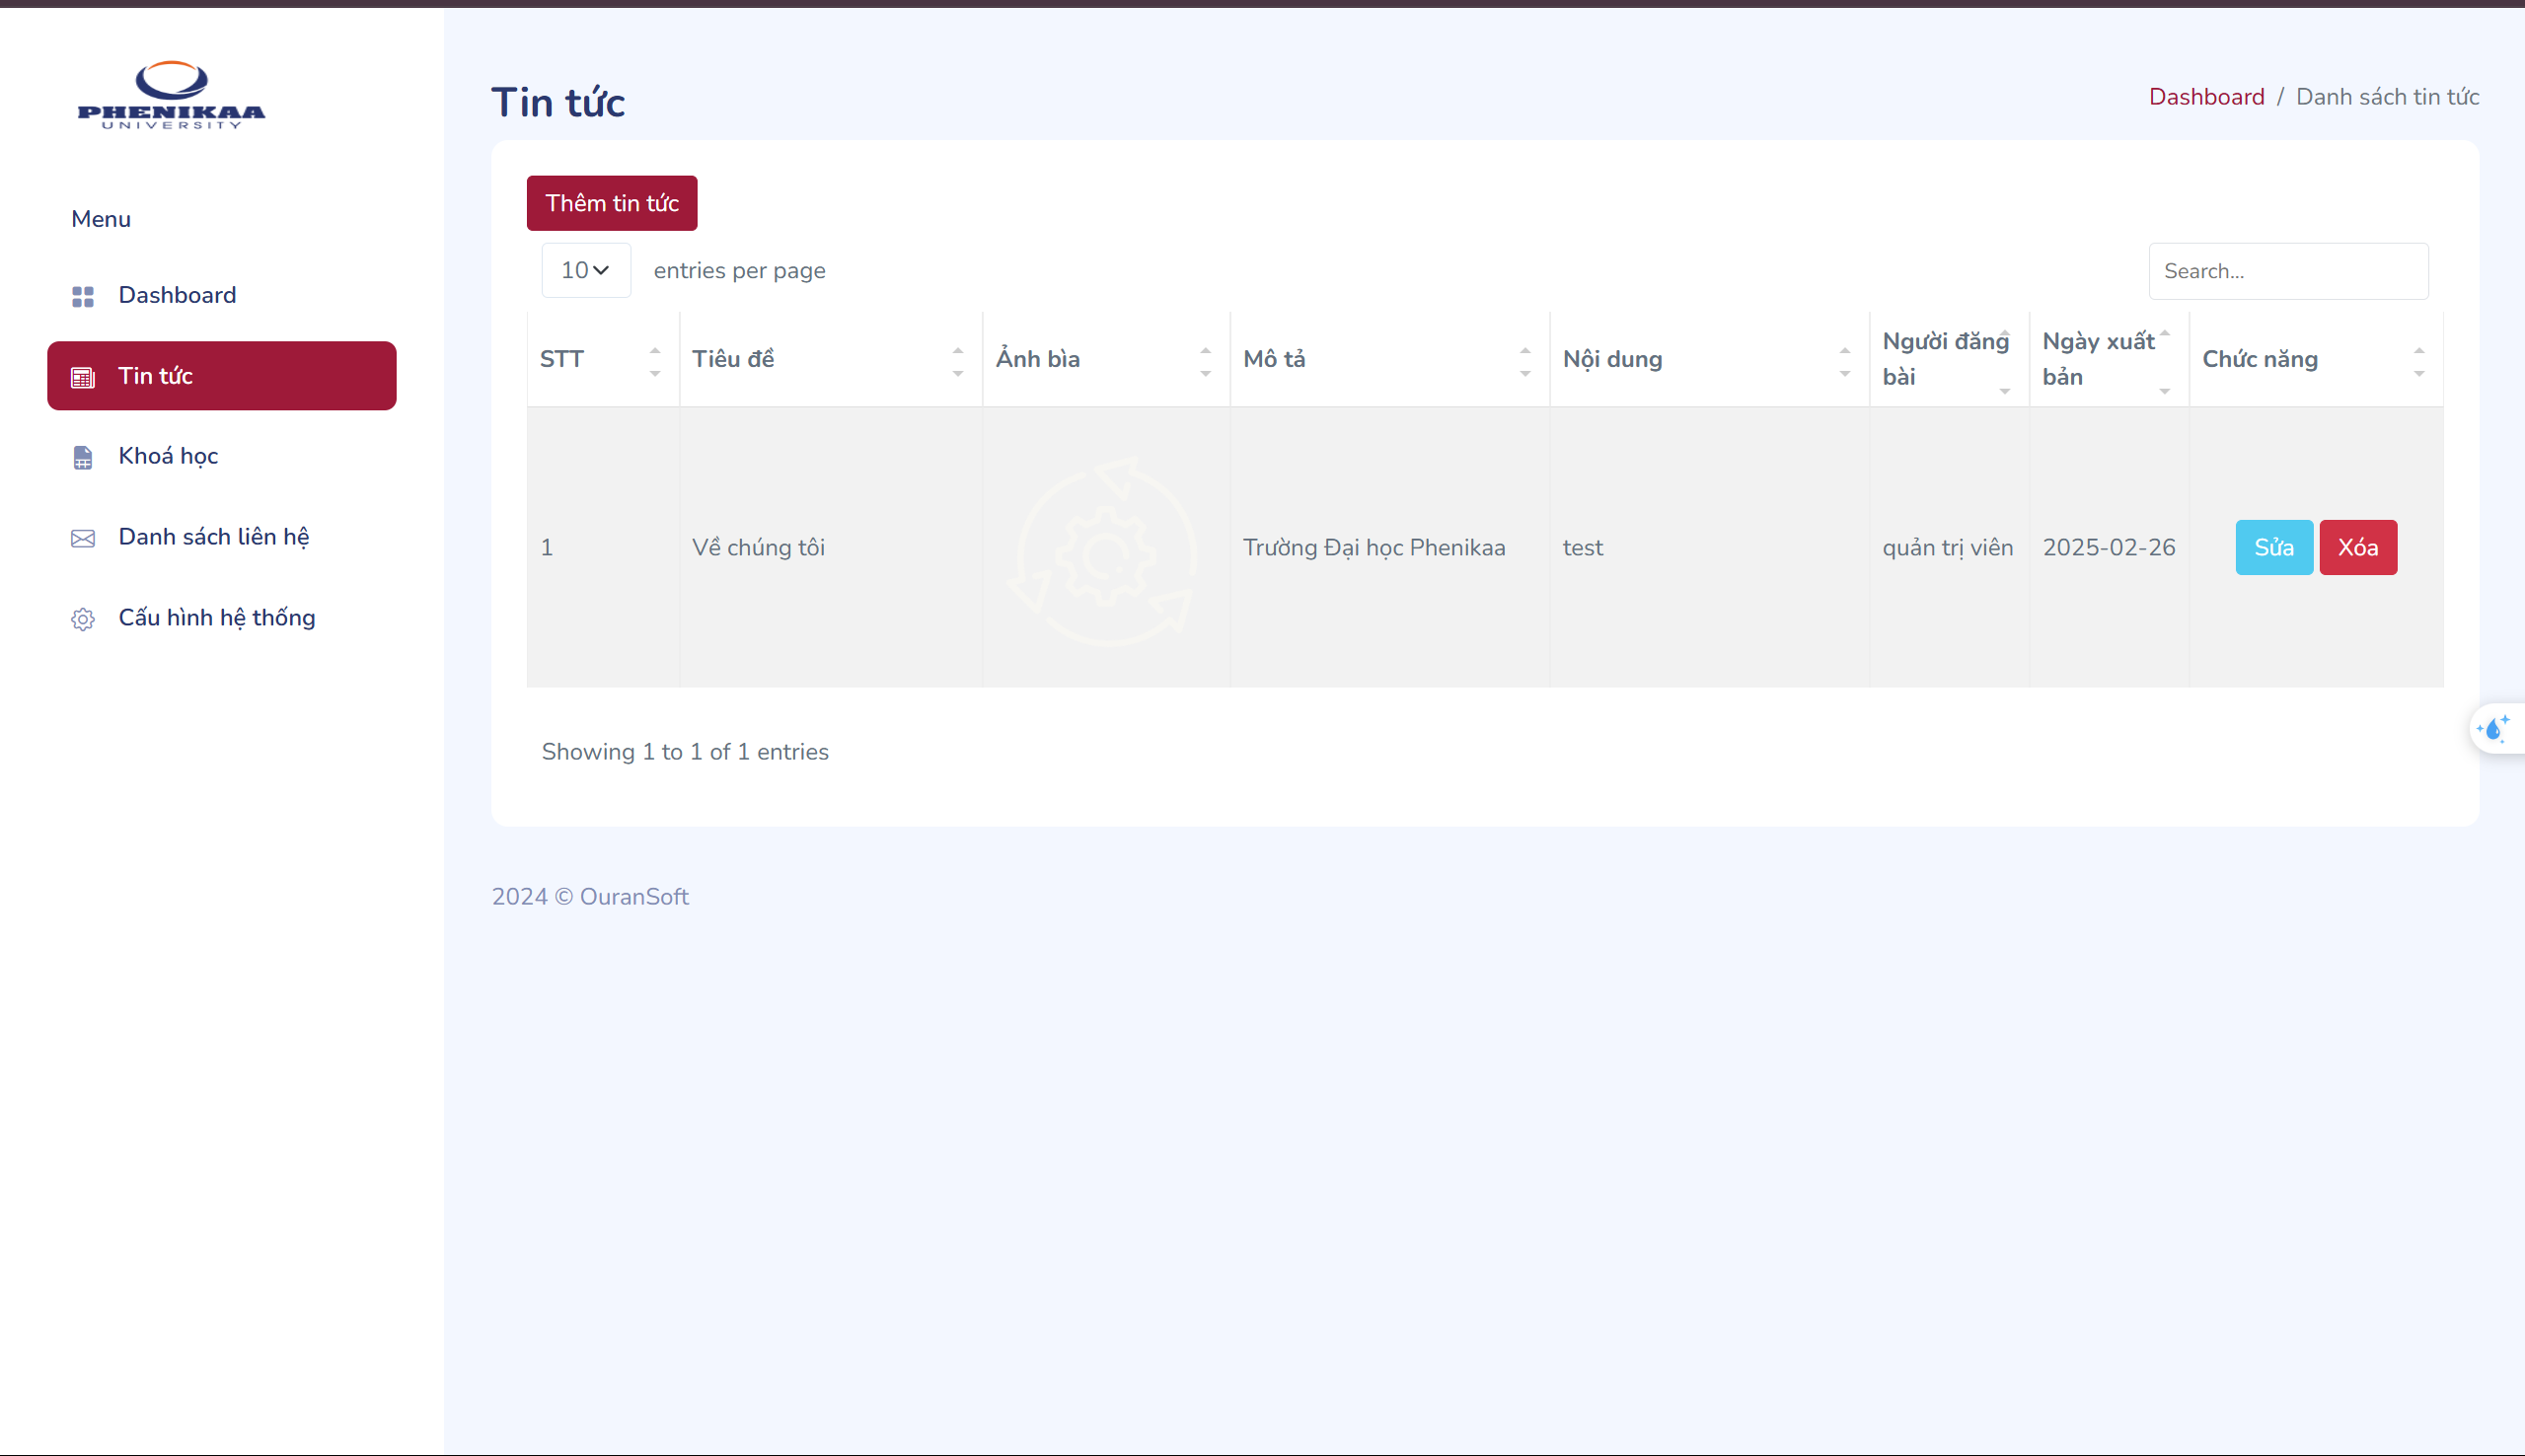 PHENIKAA
UNIVERSITY
Menu
Dashboard
Tin tức
Khoá học
Danh sách liên hệ
Cấu hình hệ thống
Tin tức
Dashboard / Danh sách tin tức
Thêm tin tức
10 entries per page
Search...
STT Tiêu đề Ảnh bìa Mô tả Nội dung Người đăng bài Ngày xuất bản Chức năng
1 Về chúng tôi Trường Đại học Phenikaa test quản trị viên 2025-02-26 Sửa Xóa
Showing 1 to 1 of 1 entries
2024 © OuranSoft